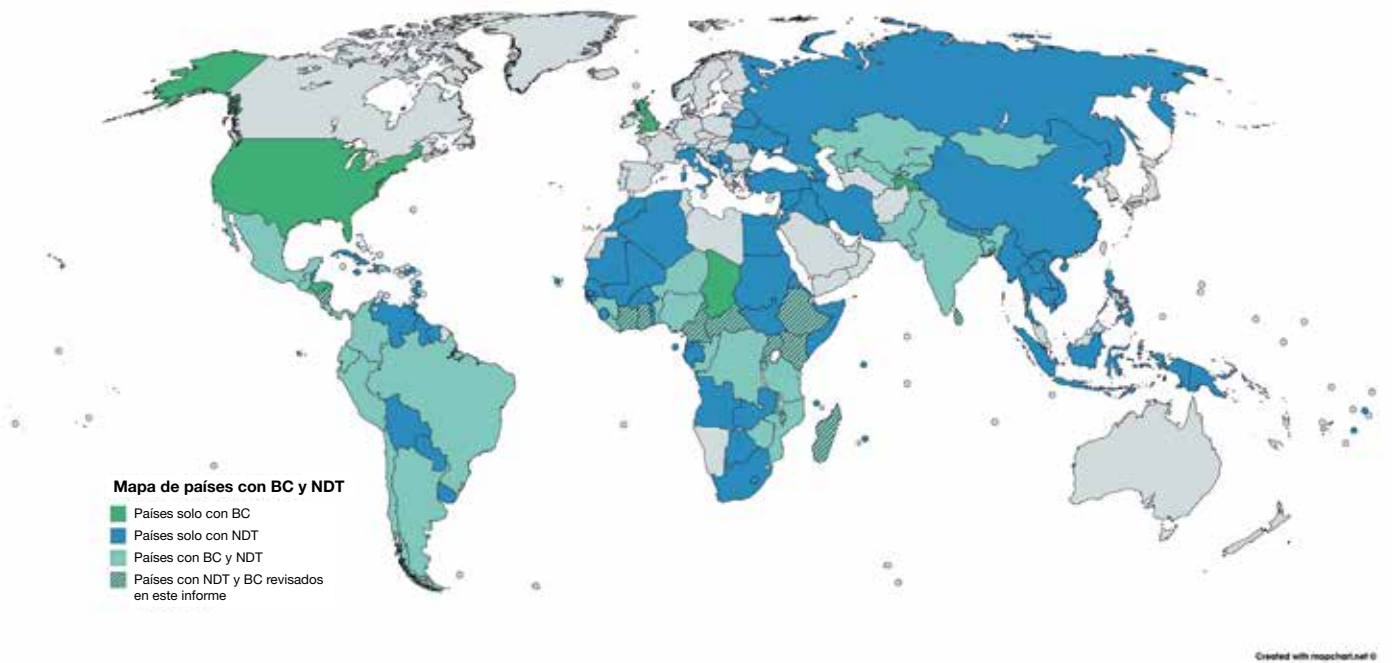 Mapa de países con BC y NDT
Países solo con BC
Países solo con NDT
Países con BC y NDT
Países con NDT y BC revisados
en este informe
Created with mapchart.net ©